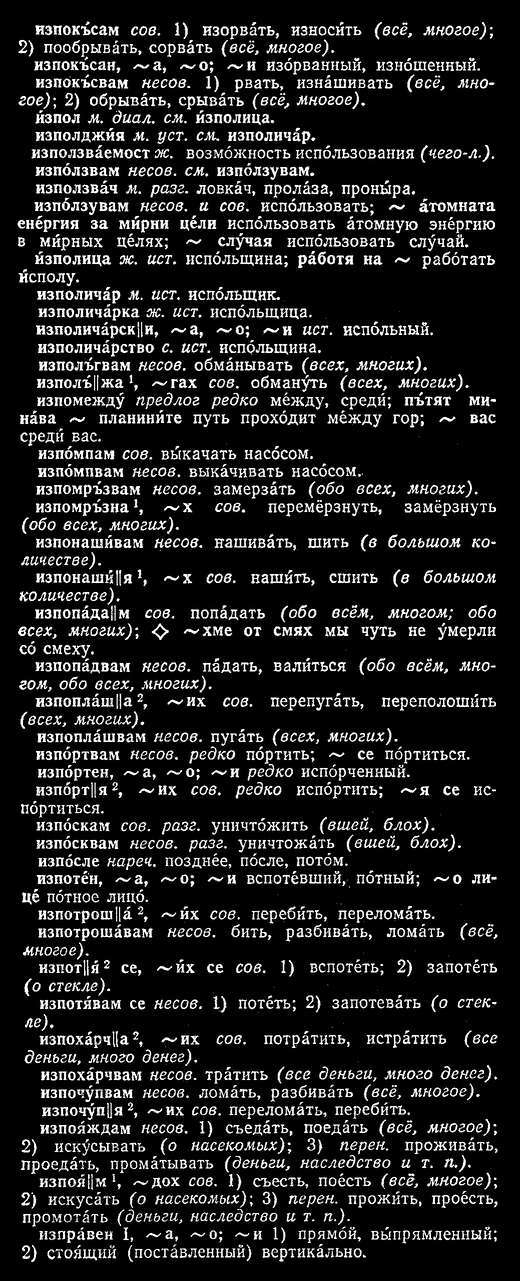 изпокъ́сам сов. 1) изорва́ть, износи́ть (всё, многое);
2) пообрыва́ть, сорва́ть (всё, многое).
изпокъ́сан, ~а, ~о; ~и изо́рванный, изно́шенный.
изпокъ́свам несов. 1) рвать, изна́шивать (всё, мно-
гое); 2) обрыва́ть, срыва́ть (всё, многое).
и́зпол м. диал. см. и́зполица.
изполджи́я м. уст. см. изполича́р.
използва́емост ж. возмо́жность испо́льзования (чего-л.).
изпо́лзвам несов. см. изпо́лзувам.
използва́ч м. разг. ловка́ч, прола́за, проны́ра.
изпо́лзувам несов. и сов. испо́льзовать; ~ а́томната
ене́ргия за ми́рни це́ли испо́льзовать а́томную эне́ргию
в ми́рных це́лях; ~ слу́чая испо́льзовать слу́чай.
и́зполица ж. ист. испо́льщина; рабо́тя на ~ рабо́тать
и́сполу.
изполича́р м. ист. испо́льщик.
изполича́рка ж. ист. испо́льщица.
изполича́рск||и, ~а, ~о; ~и ист. испо́льный.
изполича́рство с. ист. испо́льщина.
изполъ́гвам несов. обма́нывать (всех, многих).
изполъ́||жа ¹, ~гах сов. обману́ть (всех, многих).
изпомежду́ предлог редко ме́жду, среди́; пъ́тят ми-
на́ва ~ планини́те путь прохо́дит ме́жду гор; ~ вас
среди́ вас.
изпо́мпам сов. вы́качать насо́сом.
изпо́мпвам несов. выка́чивать насо́сом.
изпомръ́звам несов. замерза́ть (обо всех, многих).
изпомръ́зна ¹, ~х сов. перемёрзнуть, замёрзнуть
(обо всех, многих).
изпонаши́вам несов. нашива́ть, шить (в большом ко-
личестве).
изпонаши́||я ¹, ~х сов. наши́ть, сшить (в большом
количестве).
изпопа́да||м сов. попа́дать (обо всём, многом; обо
всех, многих); ◇ ~хме от смях мы чуть не у́мерли
со́ смеху.
изпопа́двам несов. па́дать, вали́ться (обо всём, мно-
гом, обо всех, многих).
изпопла́ш||а ², ~их сов. перепуга́ть, переполоши́ть
(всех, многих).
изпопла́швам несов. пуга́ть (всех, многих).
изпо́ртвам несов. редко по́ртить; ~ се по́ртиться.
изпо́ртен, ~а, ~о; ~и редко испо́рченный.
изпо́рт||я ², ~их сов. редко испо́ртить; ~я се ис-
по́ртиться.
изпо́скам сов. разг. уничто́жить (вшей, блох).
изпо́сквам несов. разг. уничтожа́ть (вшей, блох).
изпо́сле нареч. поздне́е, по́сле, пото́м.
изпоте́н, ~а, ~о; ~и вспоте́вший, по́тный; ~о ли-
це́ по́тное лицо́.
изпотрош||а́ ², ~и́х сов. переби́ть, перелома́ть.
изпотроша́вам несов. бить, разбива́ть, лома́ть (всё,
многое).
изпот||я́ ² се, ~и́х се сов. 1) вспоте́ть; 2) запоте́ть
(о стекле).
изпотя́вам се несов. 1) поте́ть; 2) запотева́ть (о стек-
ле).
изпоха́рч||а ², ~их сов. потра́тить, истра́тить (все
деньги, много денег).
изпоха́рчвам несов. тра́тить (все деньги, много денег).
изпочу́пвам несов. лома́ть, разбива́ть (всё, многое).
изпочу́п||я ², ~их сов. перелома́ть, переби́ть.
изпоя́ждам несов. 1) съеда́ть, поеда́ть (всё, многое);
2) иску́сывать (о насекомых); 3) перен. прожива́ть,
проеда́ть, прома́тывать (деньги, наследство и т. п.).
изпоя́||м ¹, ~дох сов. 1) съесть, пое́сть (всё, многое);
2) искуса́ть (о насекомых); 3) перен. прожи́ть, прое́сть,
промота́ть (деньги, наследство и т. п.).
изпра́вен I, ~а, ~о; ~и 1) прямо́й, вы́прямленный;
2) стоя́щий (поста́вленный) вертика́льно.